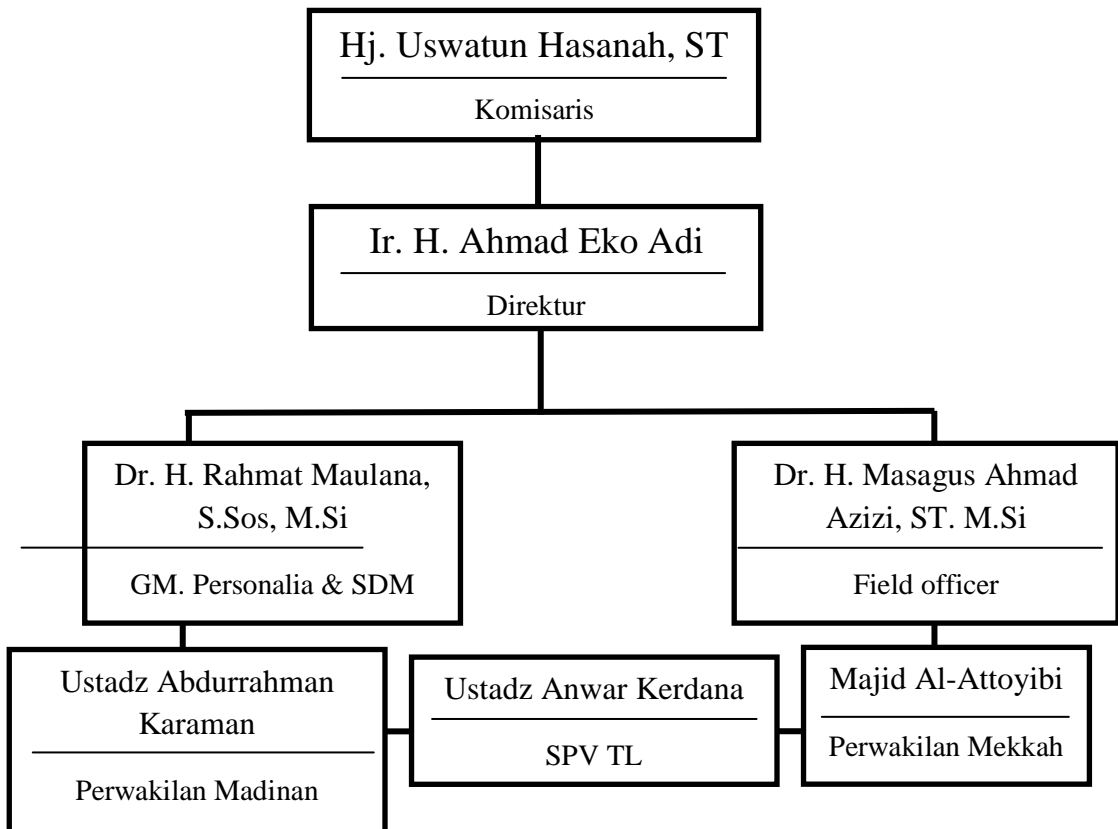 Hj. Uswatun Hasanah, ST
Komisaris
Ir. H. Ahmad Eko Adi
Direktur
Dr. H. Rahmat Maulana,
S.Sos, M.Si
GM. Personalia & SDM
Dr. H. Masagus Ahmad
Azizi, ST. M.Si
Field officer
Ustadz Abdurrahman
Karaman
Perwakilan Madinan
Ustadz Anwar Kerdana
SPV TL
Majid Al-Attoyibi
Perwakilan Mekkah